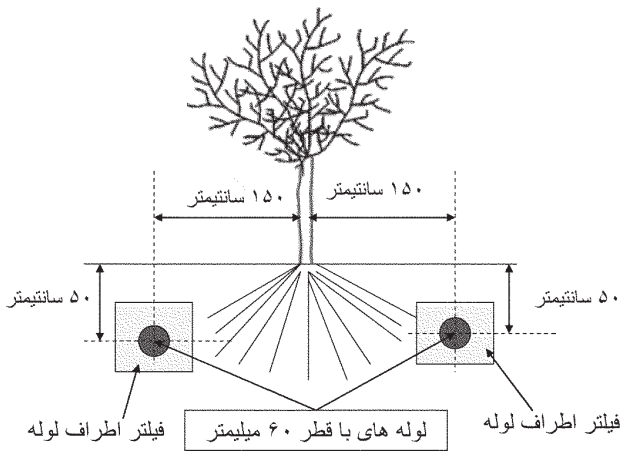 ۱۵۰ سانتیمتر
۱۵۰ سانتیمتر
۵۰ سانتیمتر
۵۰ سانتیمتر
فیلتر اطراف لوله
فیلتر اطراف لوله
لوله های با قطر ۶۰ میلیمتر